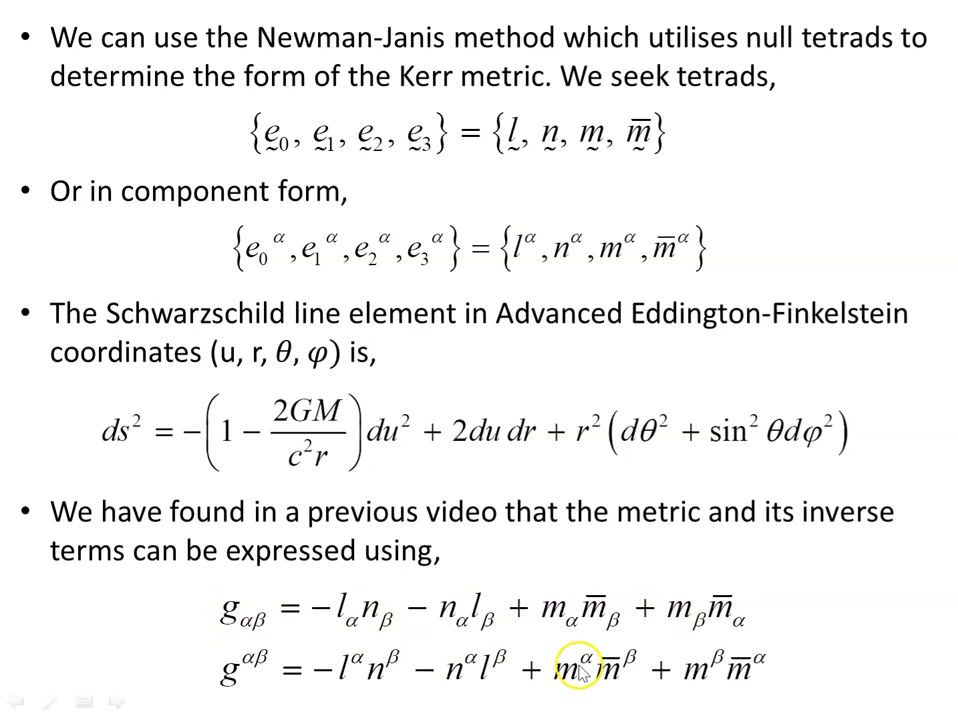 • We can use the Newman-Janis method which utilises null tetrads to
determine the form of the Kerr metric. We seek tetrads,
{e₀, e₁, e₂, e₃} = {l, n, m, m̅}
• Or in component form,
{e₀^α, e₁^α, e₂^α, e₃^α} = {l^α, n^α, m^α, m̅^α}
• The Schwarzschild line element in Advanced Eddington-Finkelstein
coordinates (u, r, θ, φ) is,
ds² = −(1 − 2GM/c²r) du² + 2du dr + r² (dθ² + sin² θdφ²)
• We have found in a previous video that the metric and its inverse
terms can be expressed using,
g_αβ = −l_α n_β − n_α l_β + m_α m̅_β + m_β m̅_α
g^αβ = −l^α n^β − n^α l^β + m^α m̅^β + m^β m̅^α